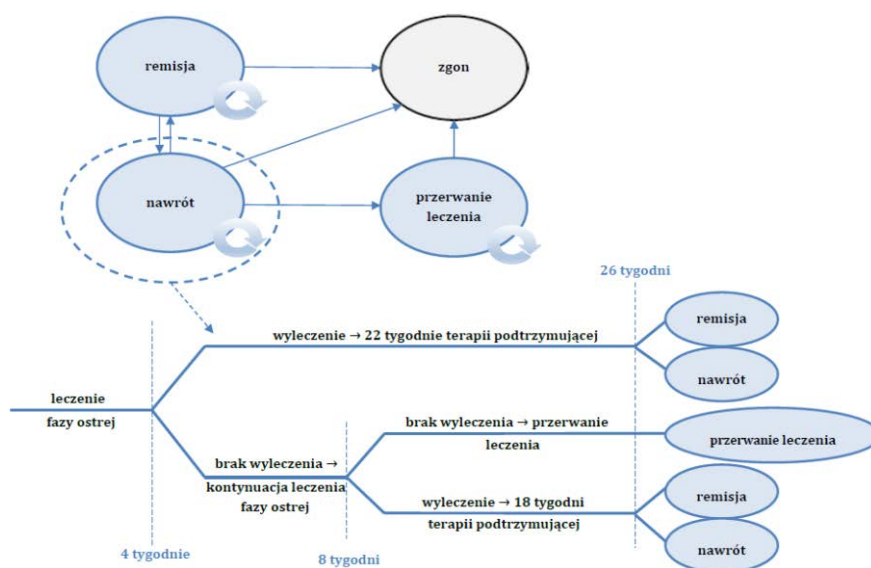 remisja
zgon
nawrót
przerwanie
leczenia
26 tygodni
wyleczenie → 22 tygodnie terapii podtrzymującej
remisja
nawrót
leczenie
fazy ostrej
brak wyleczenia → przerwanie
leczenia
przerwanie leczenia
brak wyleczenia →
kontynuacja leczenia
fazy ostrej
wyleczenie → 18 tygodni
terapii podtrzymującej
remisja
nawrót
4 tygodnie
8 tygodni